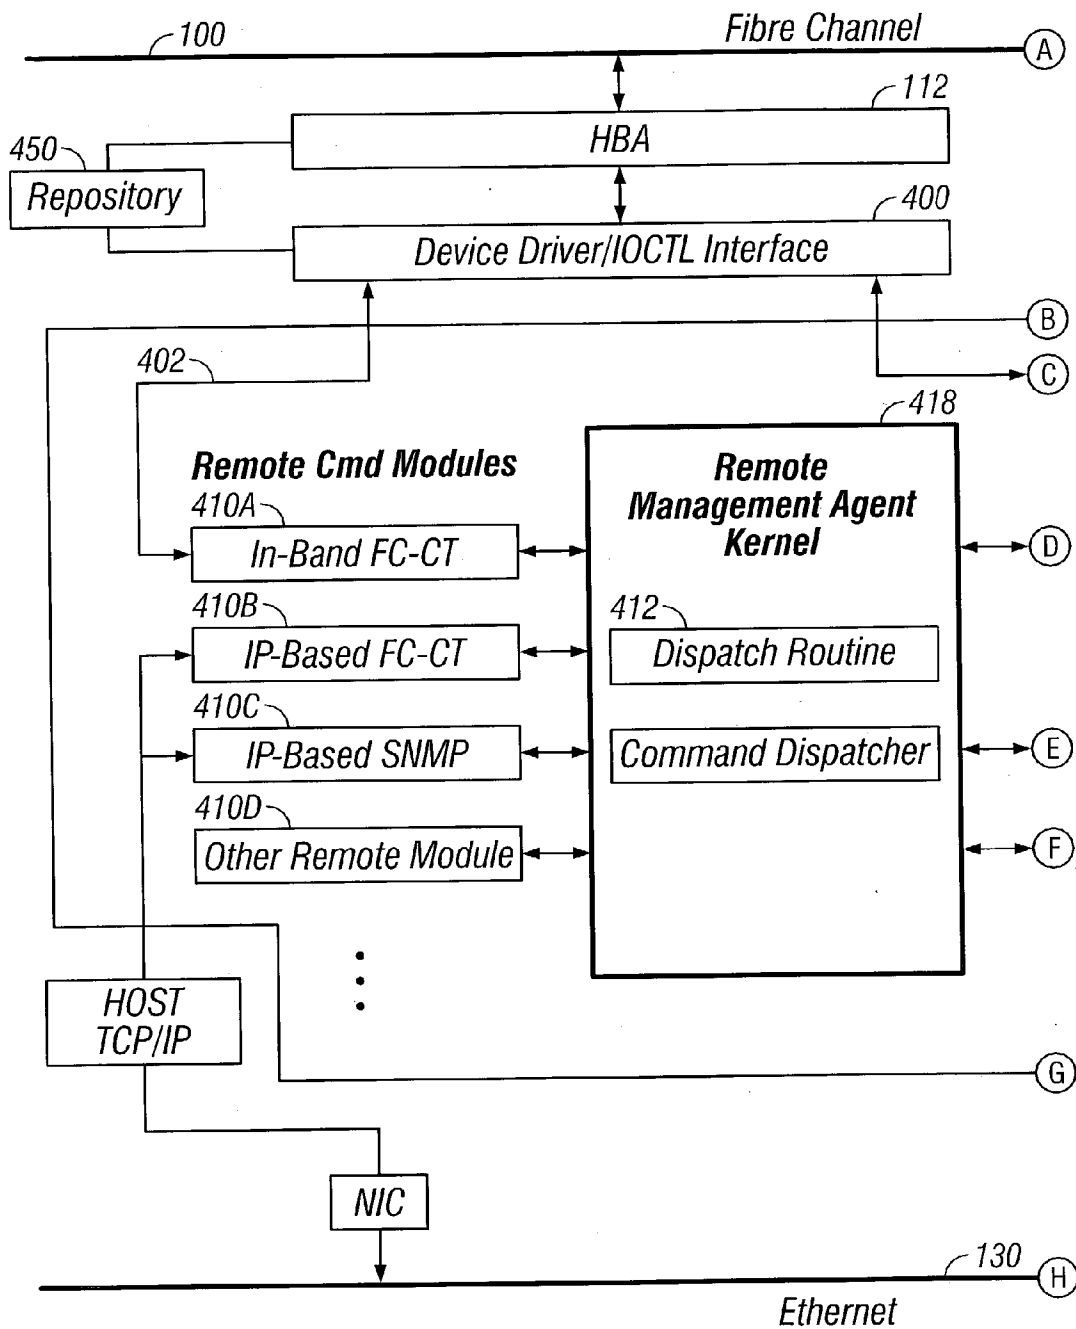 100
Fibre Channel
A
112
HBA
450
Repository
400
Device Driver/IOCTL Interface
B
402
C
418
Remote Cmd Modules
Remote
Management Agent
Kernel
410A
In-Band FC-CT
D
410B
IP-Based FC-CT
412
Dispatch Routine
410C
IP-Based SNMP
Command Dispatcher
E
410D
Other Remote Module
F
HOST
TCP/IP
G
NIC
130
H
Ethernet